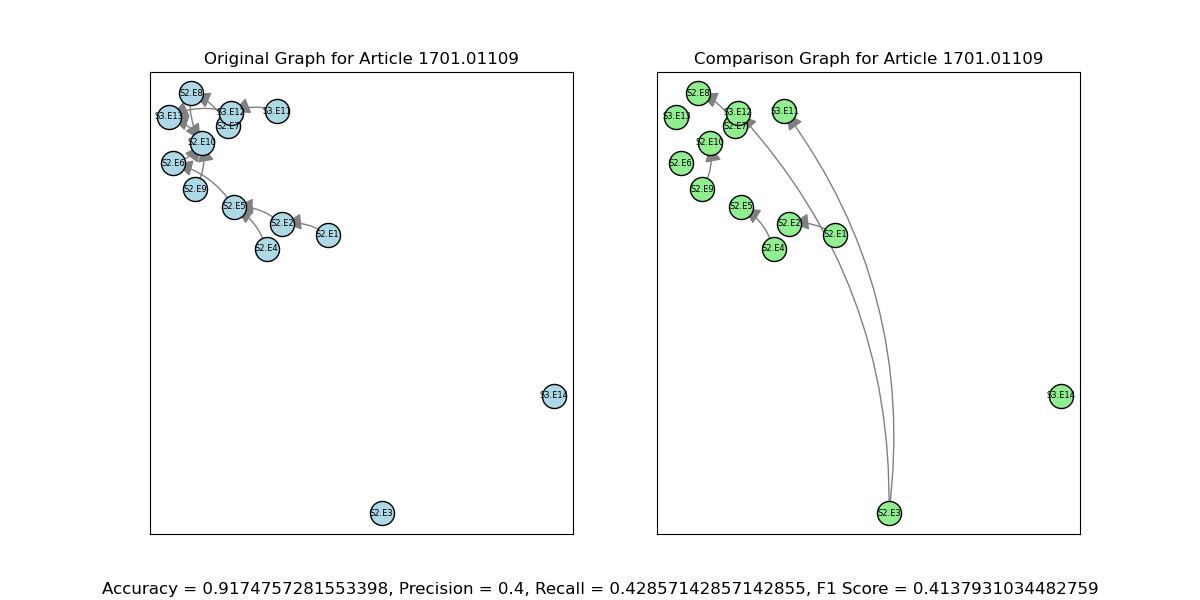 Original Graph for Article 1701.01109
S2.E8
S3.E13
S3.E12
S3.E11
S2.E7
S2.E10
S2.E6
S2.E9
S2.E5
S2.E2
S2.E1
S2.E4
S3.E14
S2.E3
Comparison Graph for Article 1701.01109
S2.E8
S3.E13
S3.E12
S3.E11
S2.E7
S2.E10
S2.E6
S2.E9
S2.E5
S2.E2
S2.E1
S2.E4
S3.E14
S2.E3
Accuracy = 0.9174757281553398, Precision = 0.4, Recall = 0.42857142857142855, F1 Score = 0.4137931034482759